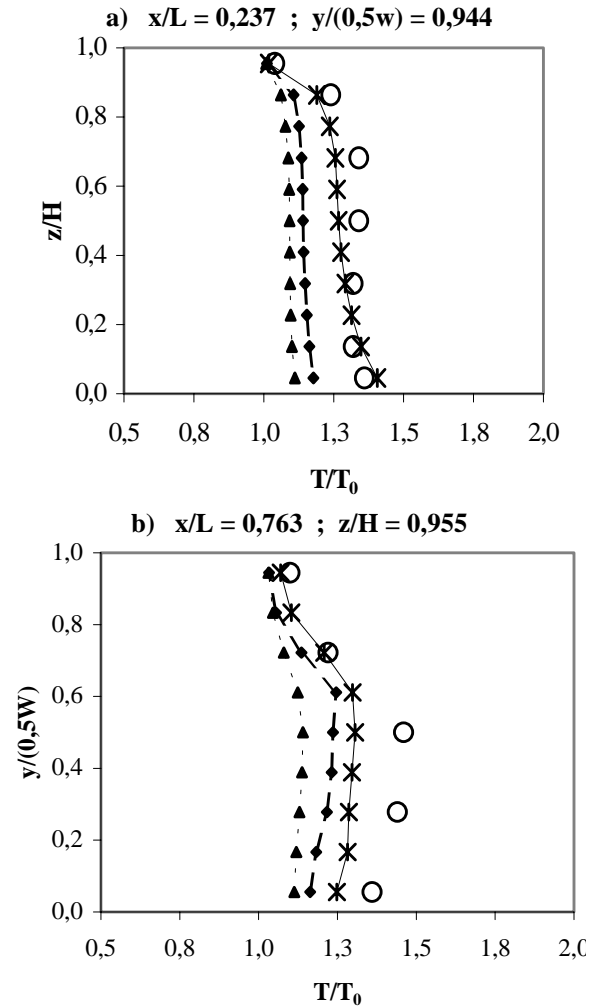 a) x/L = 0,237 ; y/(0,5w) = 0,944
1,0
0,8
0,6
0,4
0,2
0,0
z/H
0,5 0,8 1,0 1,3 1,5 1,8 2,0
T/T0
b) x/L = 0,763 ; z/H = 0,955
1,0
0,8
0,6
0,4
0,2
0,0
y/(0,5W)
0,5 0,8 1,0 1,3 1,5 1,8 2,0
T/T0